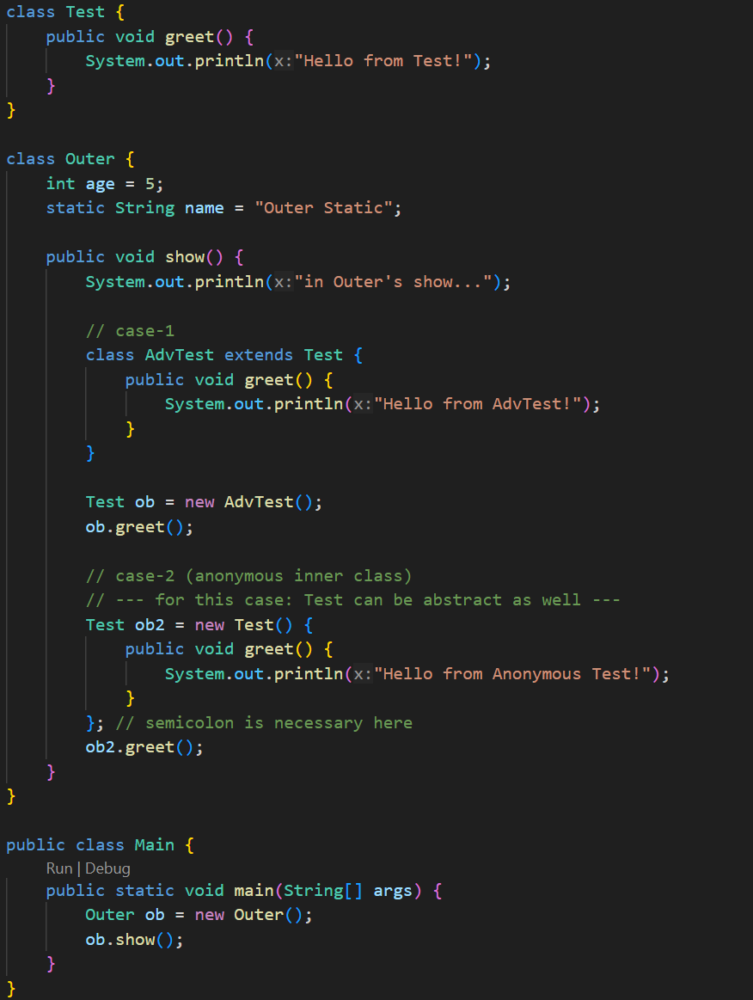 class Test {
    public void greet() {
        System.out.println(x:"Hello from Test!");
    }
}

class Outer {
    int age = 5;
    static String name = "Outer Static";

    public void show() {
        System.out.println(x:"in Outer's show...");

        // case-1
        class AdvTest extends Test {
            public void greet() {
                System.out.println(x:"Hello from AdvTest!");
            }
        }

        Test ob = new AdvTest();
        ob.greet();

        // case-2 (anonymous inner class)
        // --- for this case: Test can be abstract as well ---
        Test ob2 = new Test() {
            public void greet() {
                System.out.println(x:"Hello from Anonymous Test!");
            }
        }; // semicolon is necessary here
        ob2.greet();
    }
}

public class Main {
    Run | Debug
    public static void main(String[] args) {
        Outer ob = new Outer();
        ob.show();
    }
}